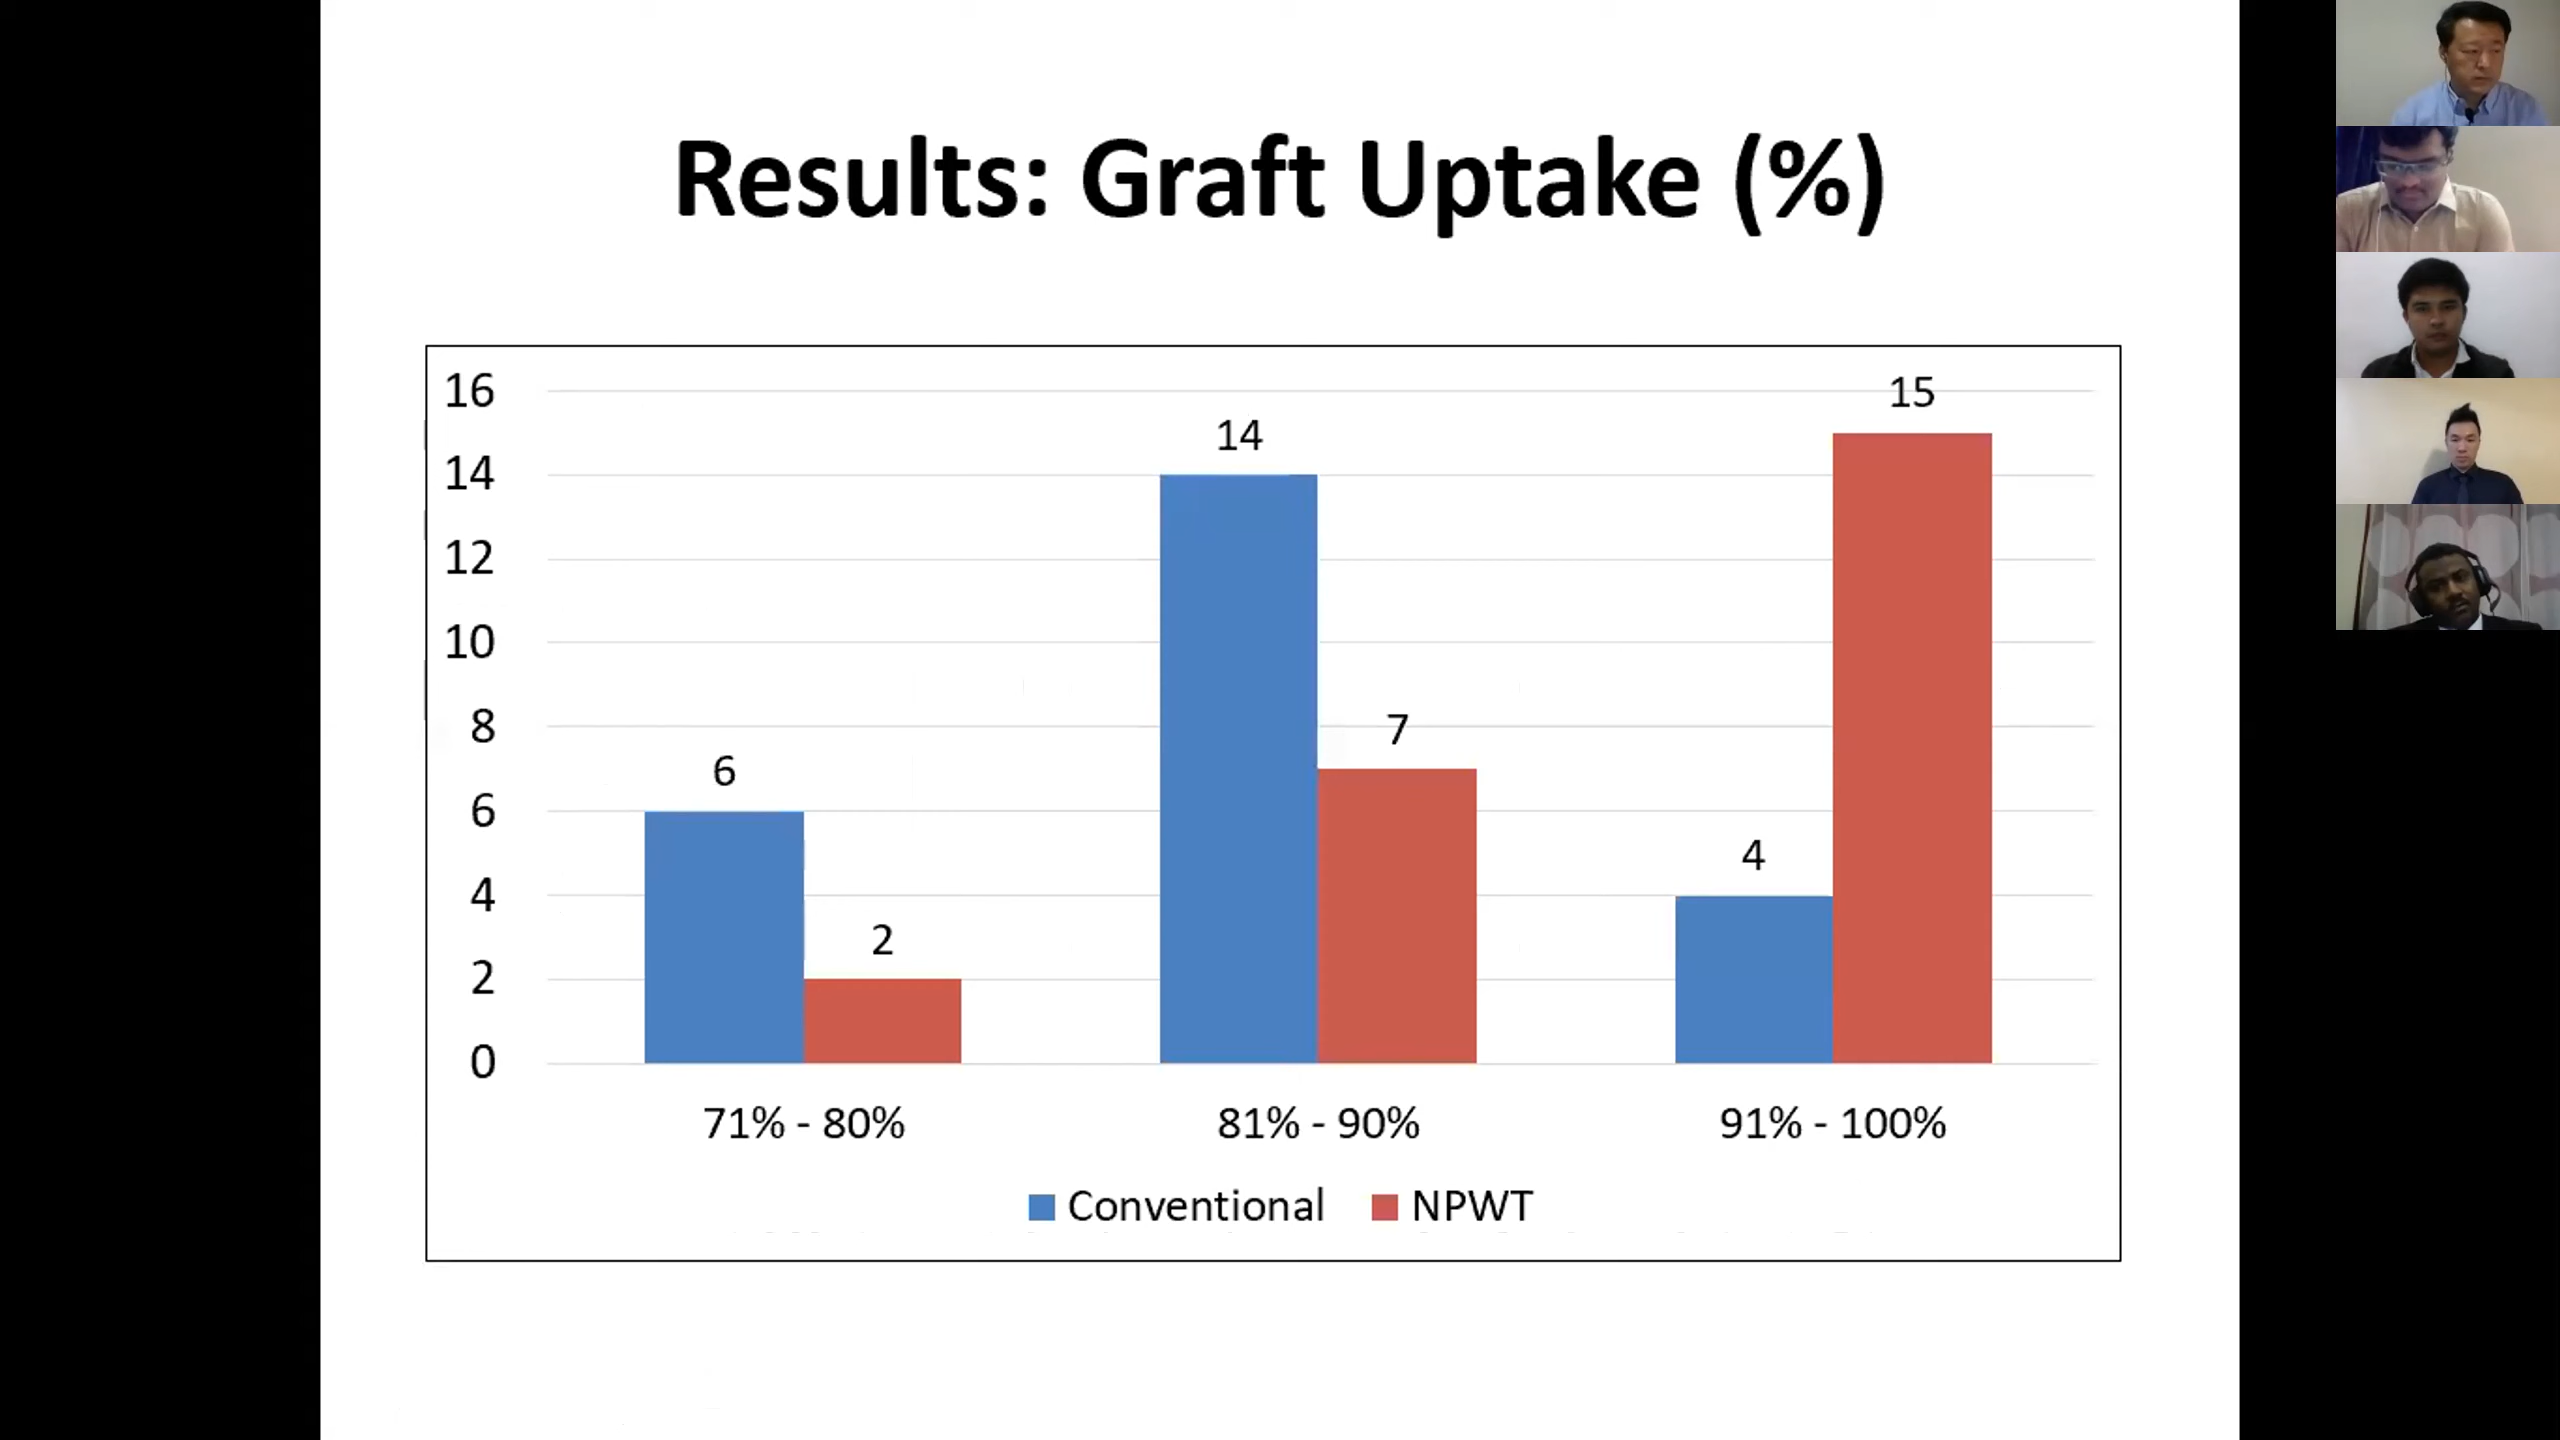 Results: Graft Uptake (%)
16
14
12
10
8
6
4
2
0
6
2
14
7
4
15
71% - 80%
81% - 90%
91% - 100%
Conventional
NPWT